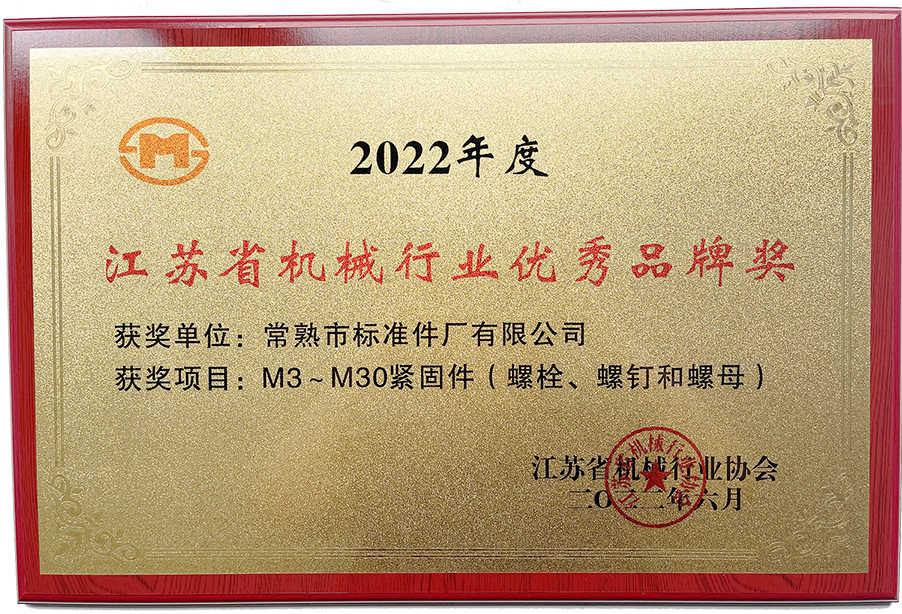 2022年度
江苏省机械行业优秀品牌奖
获奖单位：常熟市标准件厂有限公司
获奖项目：M3～M30紧固件（螺栓、螺钉和螺母）
江苏省机械行业协会
二〇二二年六月